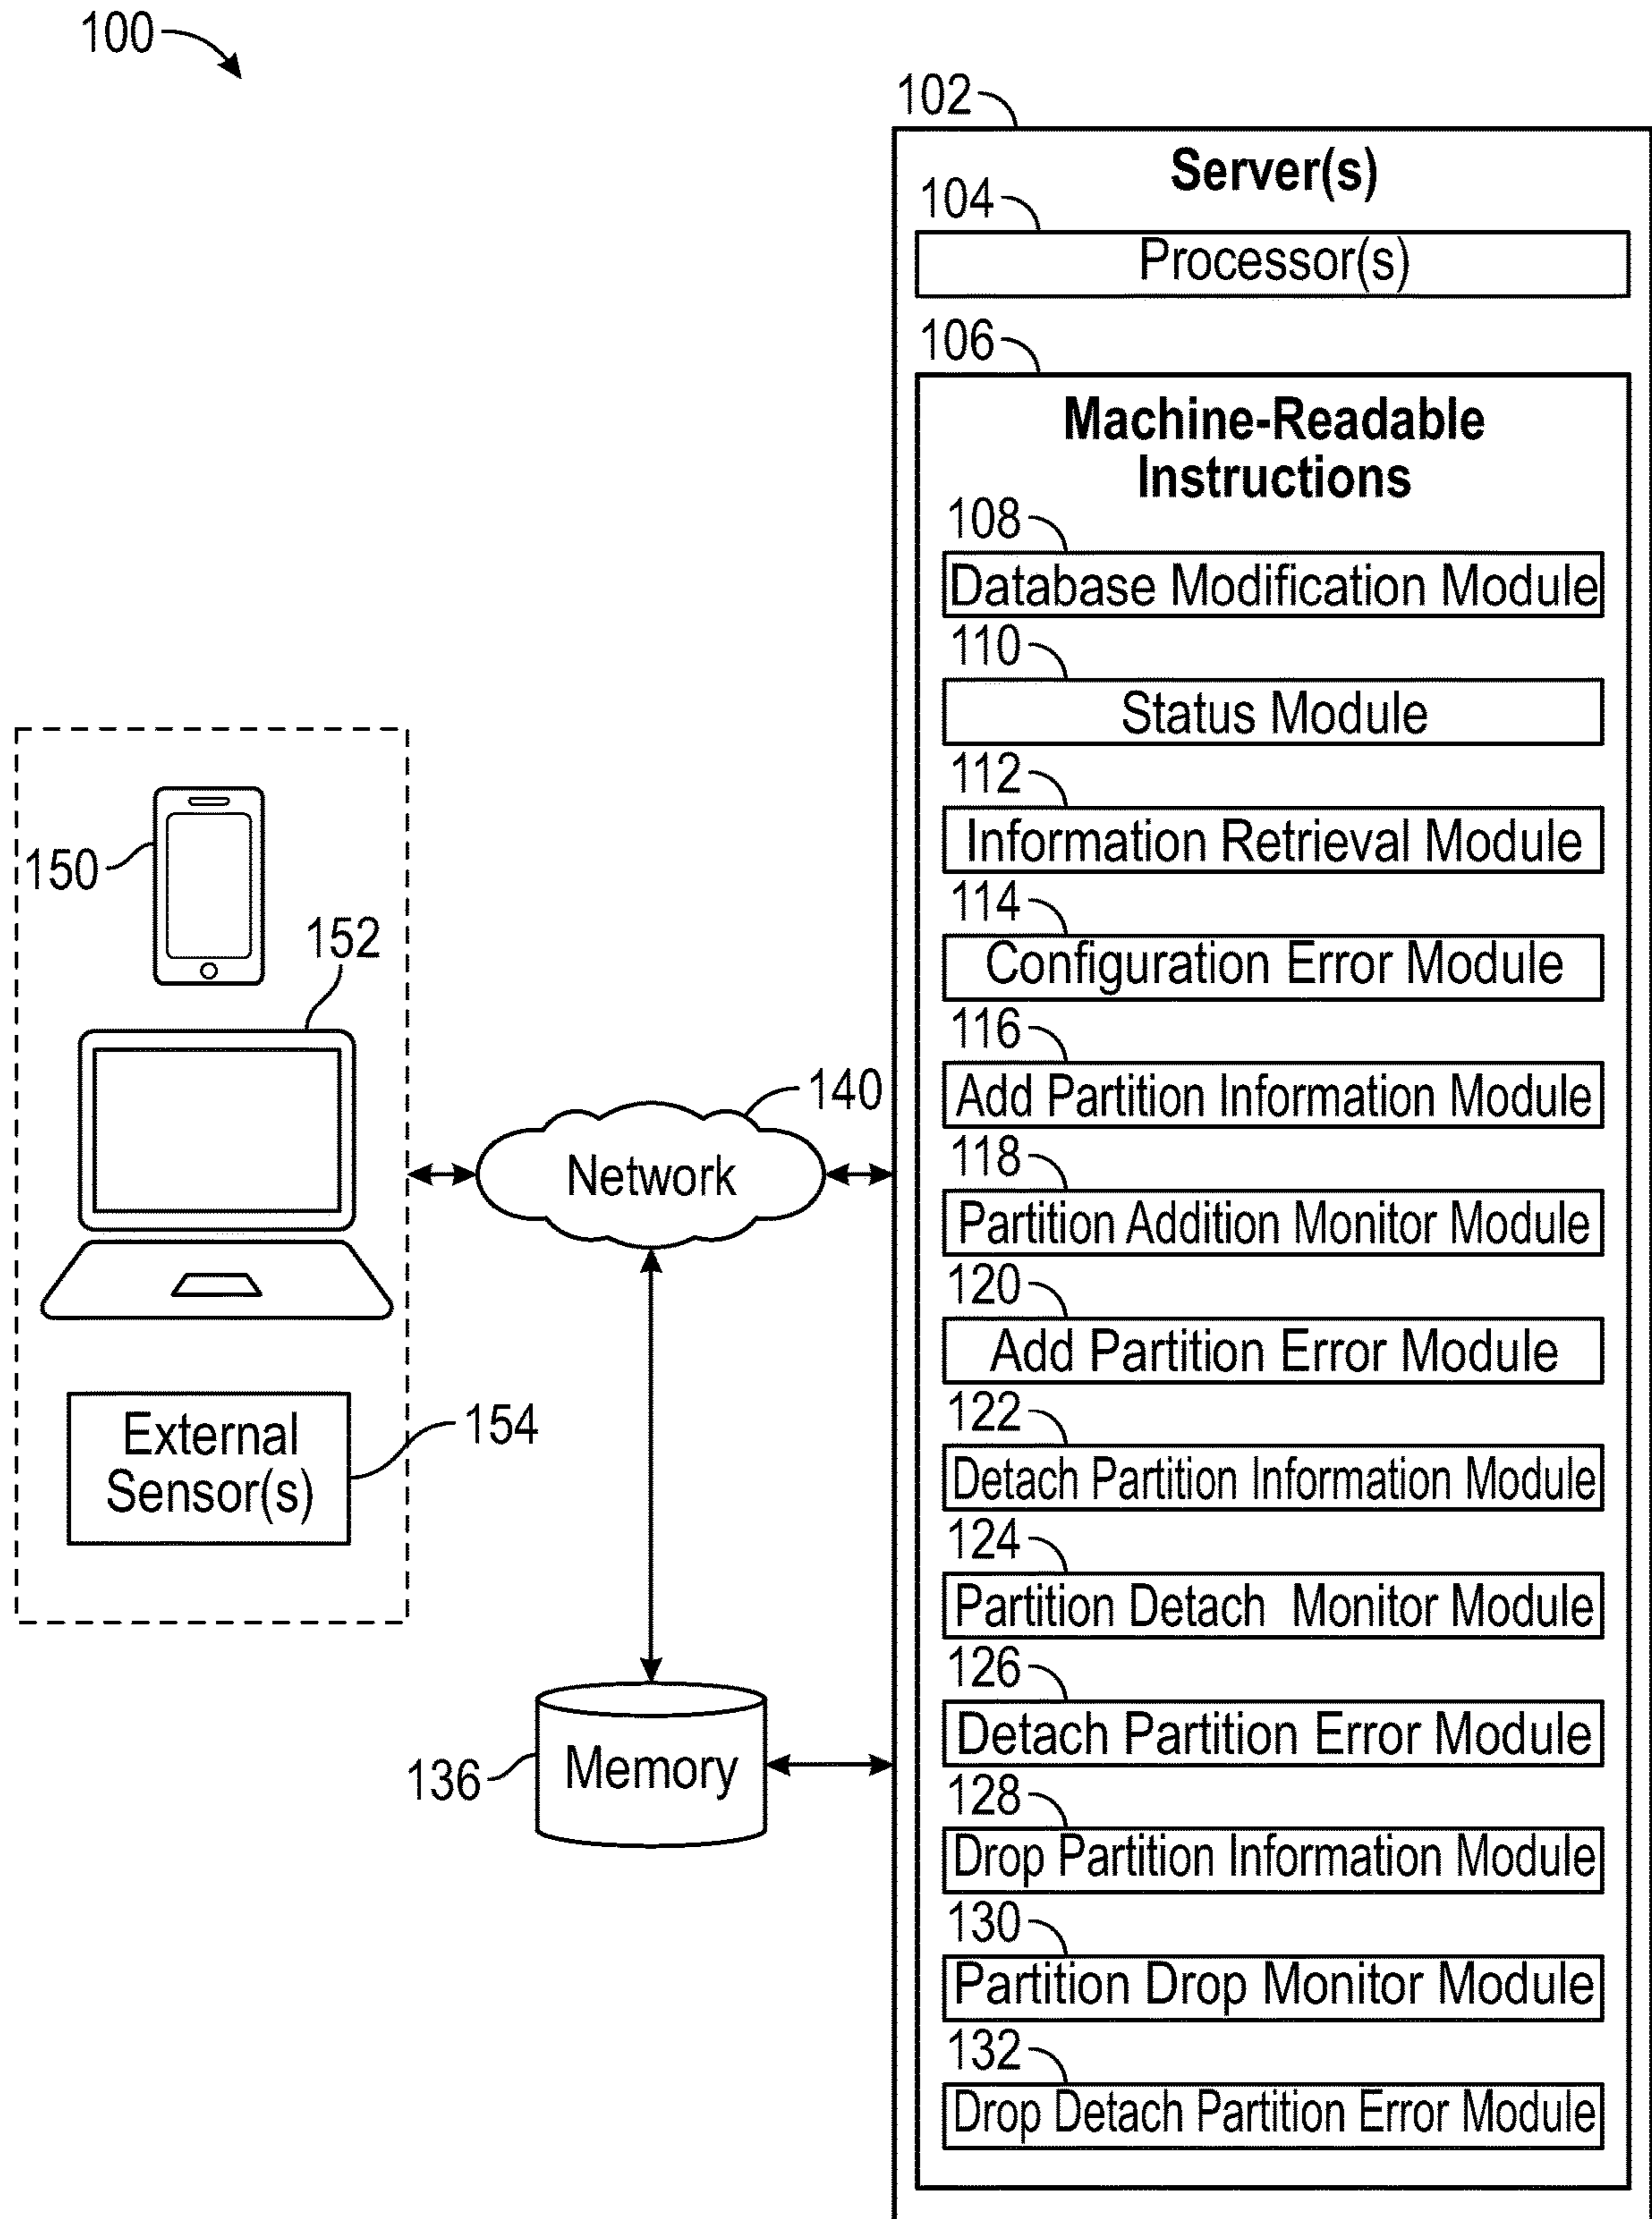 100
102
Server(s)
104
Processor(s)
106
Machine-Readable
Instructions
108
Database Modification Module
110
Status Module
112
Information Retrieval Module
114
Configuration Error Module
116
Add Partition Information Module
118
Partition Addition Monitor Module
120
Add Partition Error Module
122
Detach Partition Information Module
124
Partition Detach Monitor Module
126
Detach Partition Error Module
128
Drop Partition Information Module
130
Partition Drop Monitor Module
132
Drop Detach Partition Error Module
150
152
External
Sensor(s)
154
140
Network
136
Memory